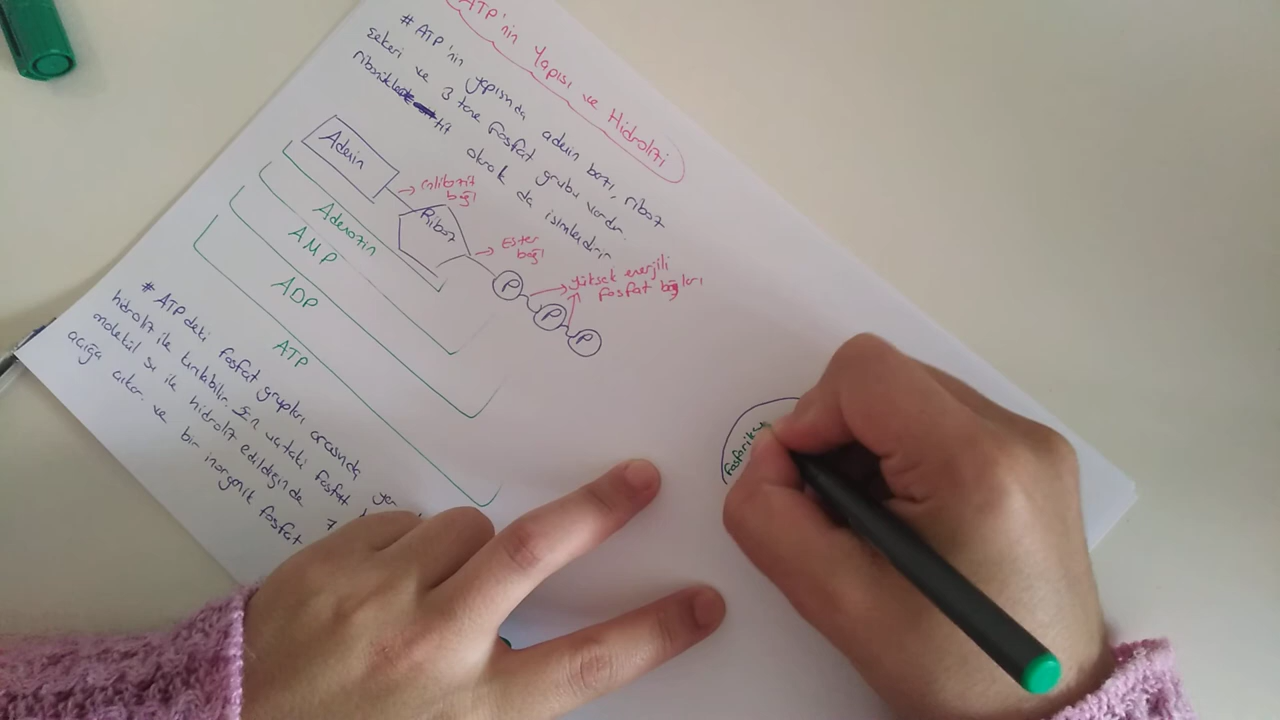 ATP'nin Yapısı ve Hidrolizi
# ATP'nin yapısında adenin bazı, riboz
şekeri ve 3 tane fosfat grubu vardır.
olarak da isimlendirilir
Adenin
Glikozit
bağı
Riboz
Ester
bağı
yüksek enerjili
fosfat bağları
P
P
P
Adenozin
AMP
ADP
ATP
# ATP deki fosfat grupları arasında
hidroliz ile kırılabilir. En uçtaki fosfat
molekül su ile hidroliz edildiğinde 7
açığa çıkar. ve bir inorganik fosfat